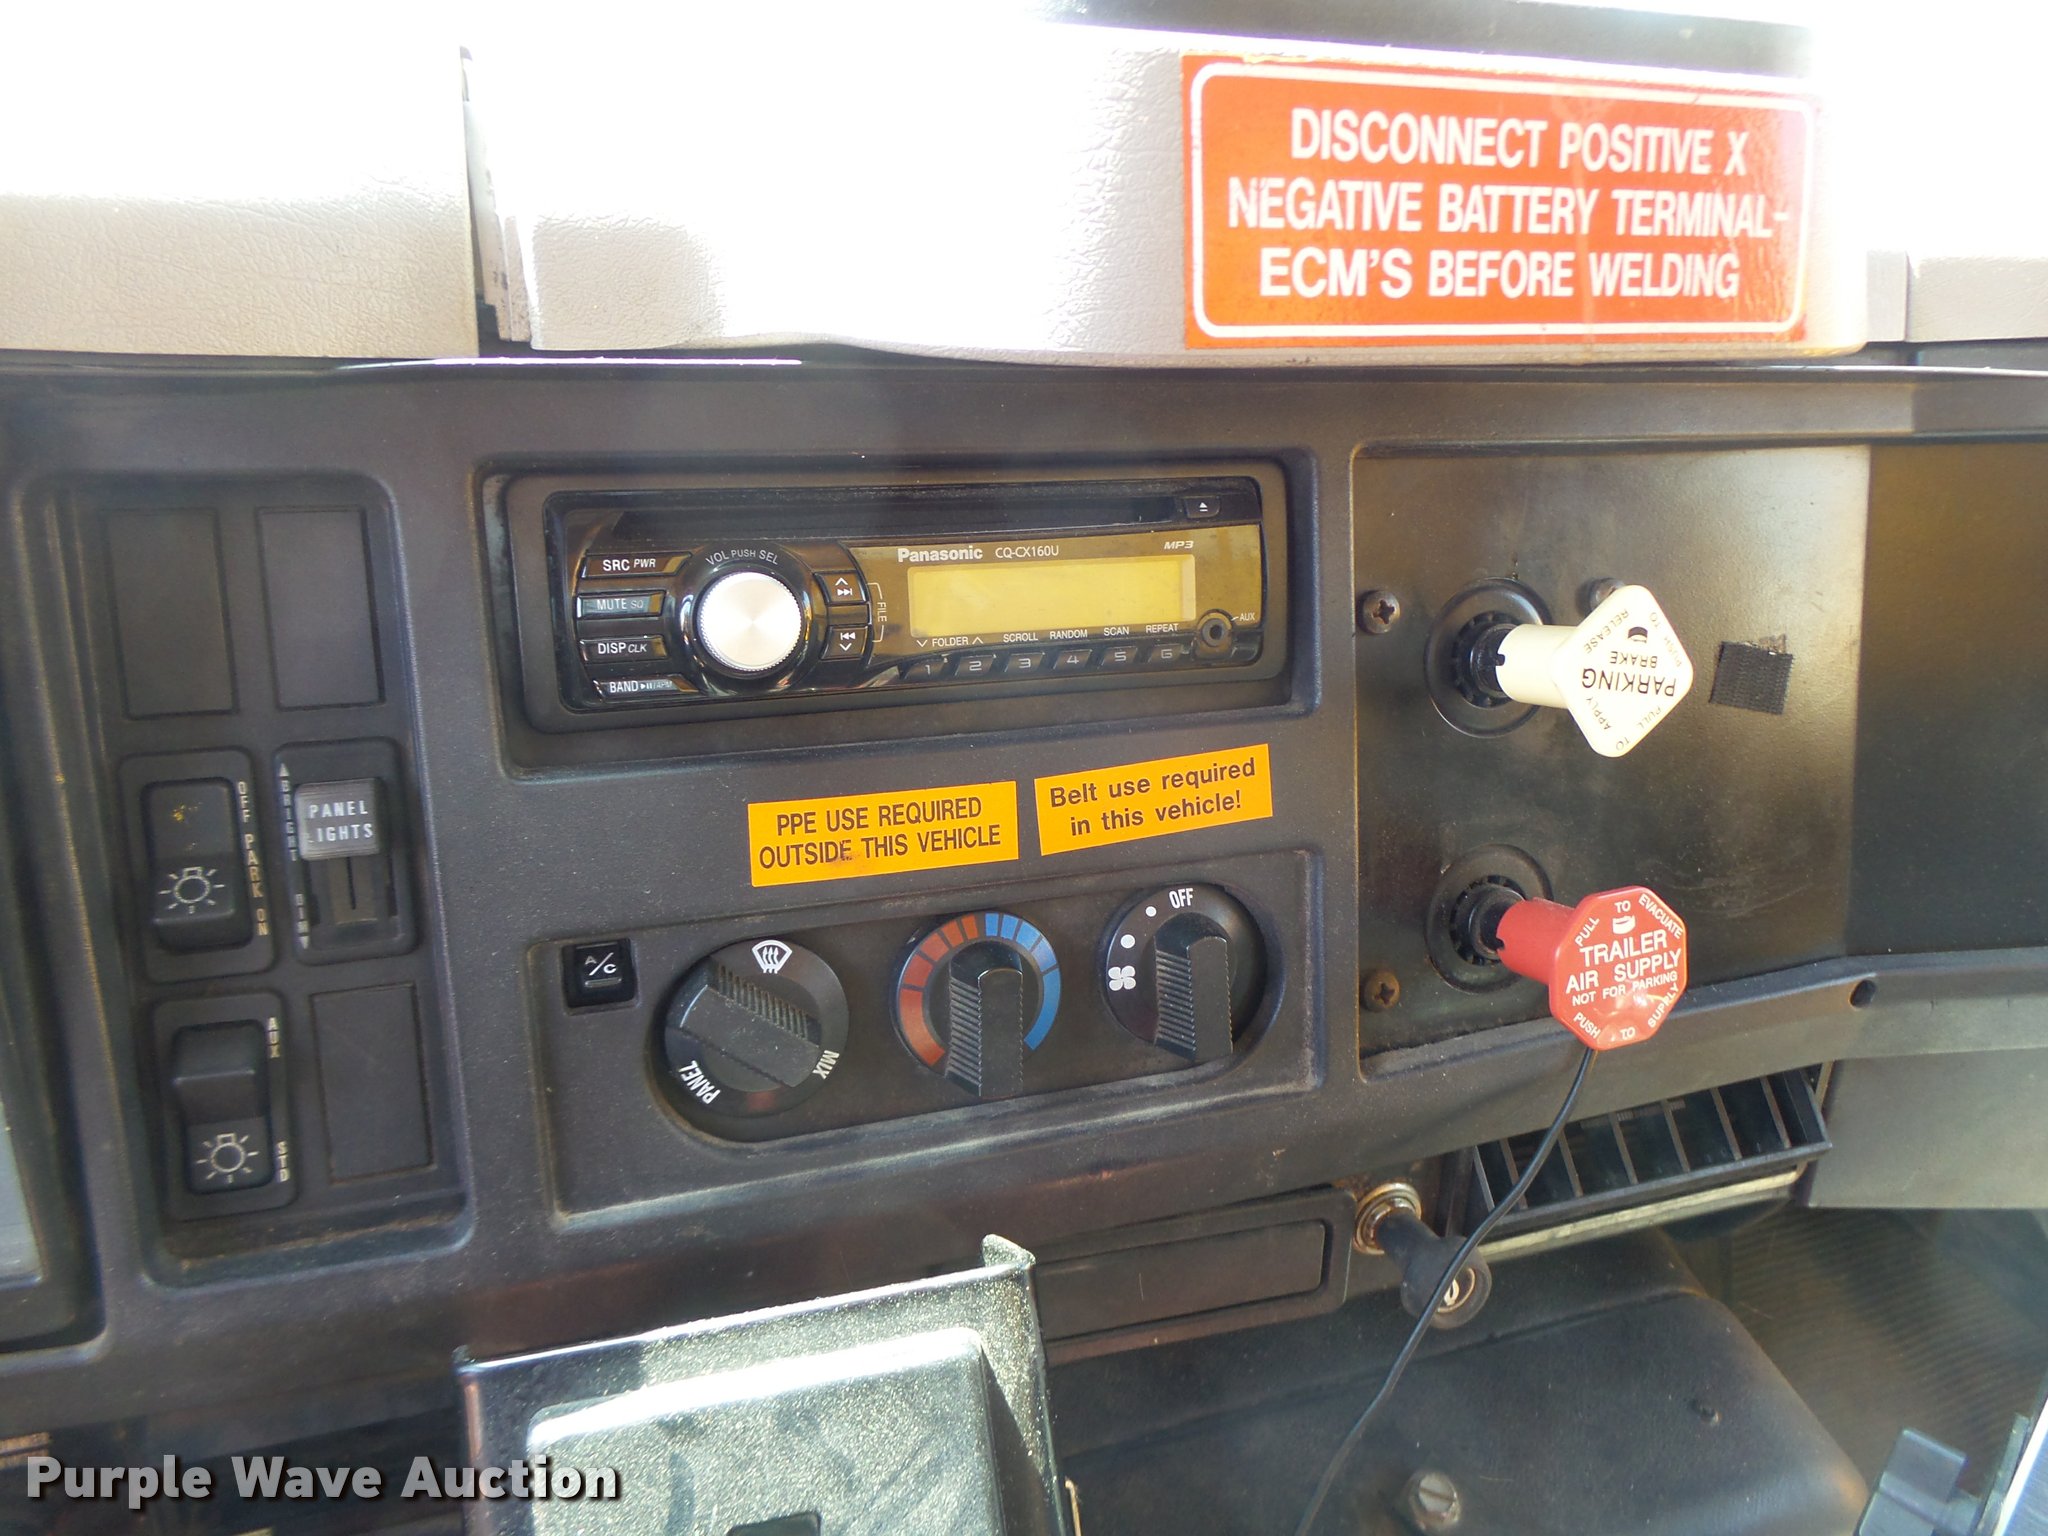 DISCONNECT POSITIVE X
NEGATIVE BATTERY TERMINAL-
ECM'S BEFORE WELDING
Panasonic CQ-CX160U
MP3
VOL PUSH SEL
SRC PWR
MUTE SQ
DISP CLK
BAND /APM
FILE
FOLDER SCROLL RANDOM SCAN REPEAT
AUX
1 2 3 4 5 6
PUSH TO RELEASE
PARKING
BRAKE
PULL TO APPLY
OFF PARK ON
BRIGHT DIM
PANEL
LIGHTS
PPE USE REQUIRED
OUTSIDE THIS VEHICLE
Belt use required
in this vehicle!
A/C
PANEL
MIX
OFF
PULL TO EVACUATE
TRAILER
AIR SUPPLY
NOT FOR PARKING
PUSH TO SUPPLY
AUX
STD
Purple Wave Auction